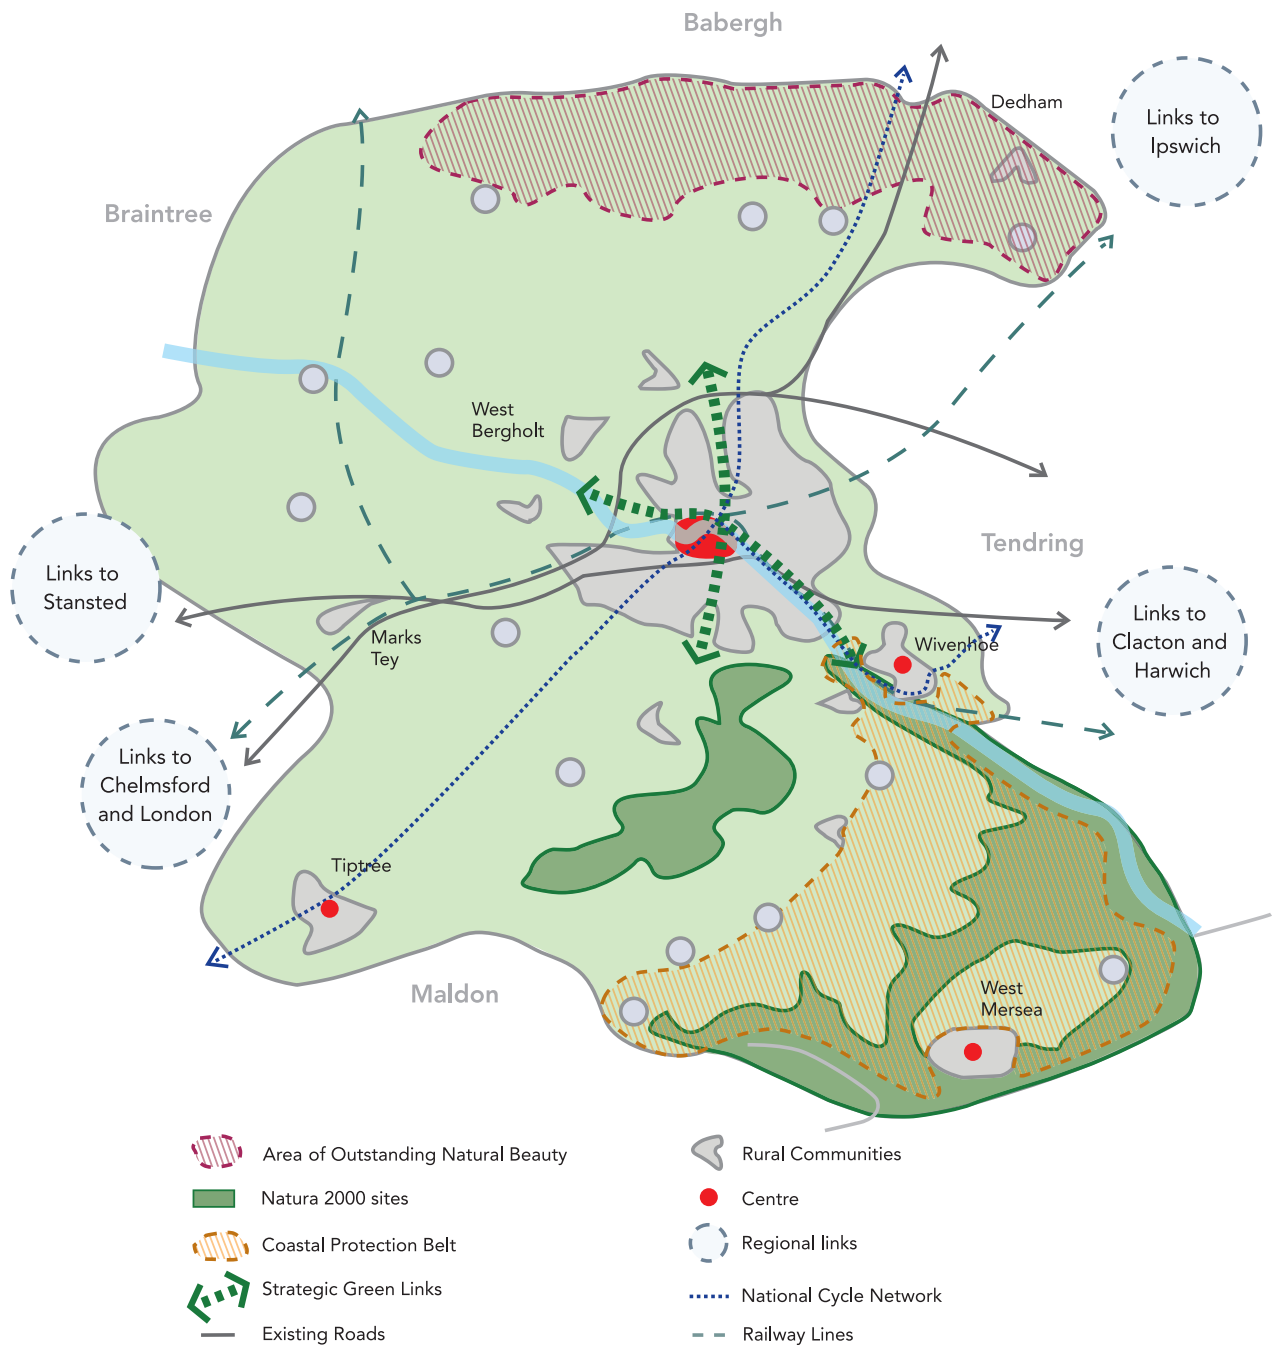 Babergh
Dedham
Links to
Ipswich
Braintree
West
Bergholt
Tendring
Links to
Stansted
Marks
Tey
Wivenhoe
Links to
Clacton and
Harwich
Links to
Chelmsford
and London
Tiptree
Maldon
West
Mersea
Area of Outstanding Natural Beauty
Natura 2000 sites
Coastal Protection Belt
Strategic Green Links
Existing Roads
Rural Communities
Centre
Regional links
National Cycle Network
Railway Lines